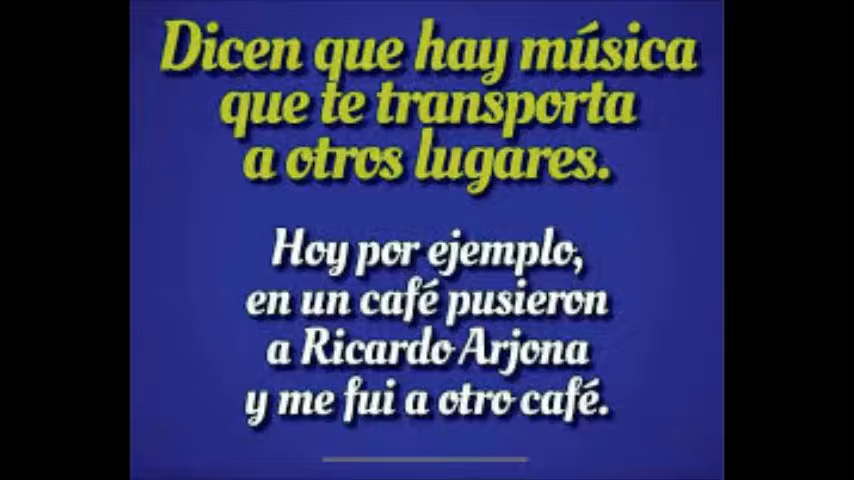 Dicen que hay música
que te transporta
a otros lugares.
Hoy por ejemplo,
en un café pusieron
a Ricardo Arjona
y me fui a otro café.